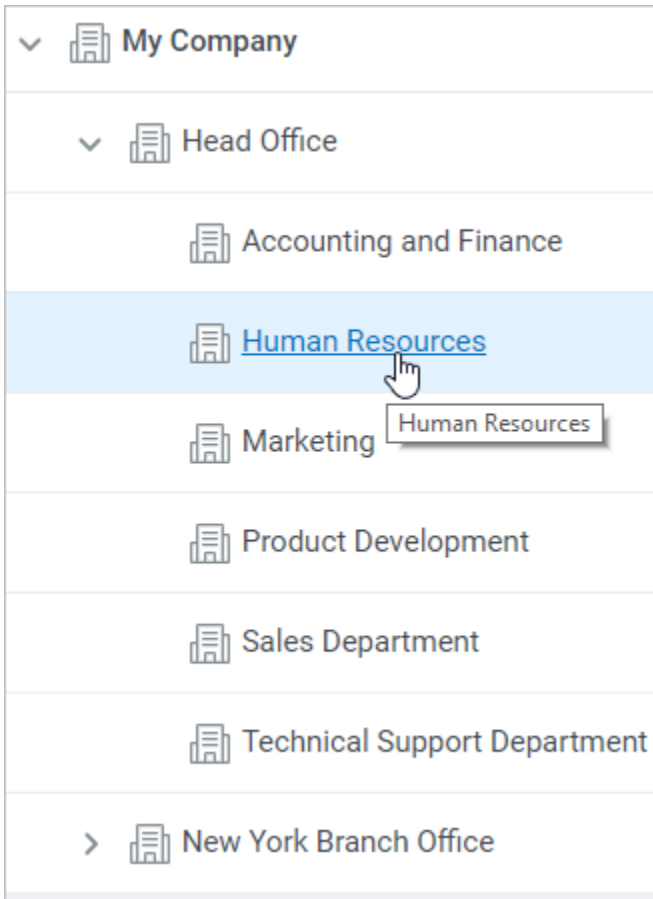 My Company
Head Office
Accounting and Finance
Human Resources
Human Resources
Marketing
Product Development
Sales Department
Technical Support Department
New York Branch Office